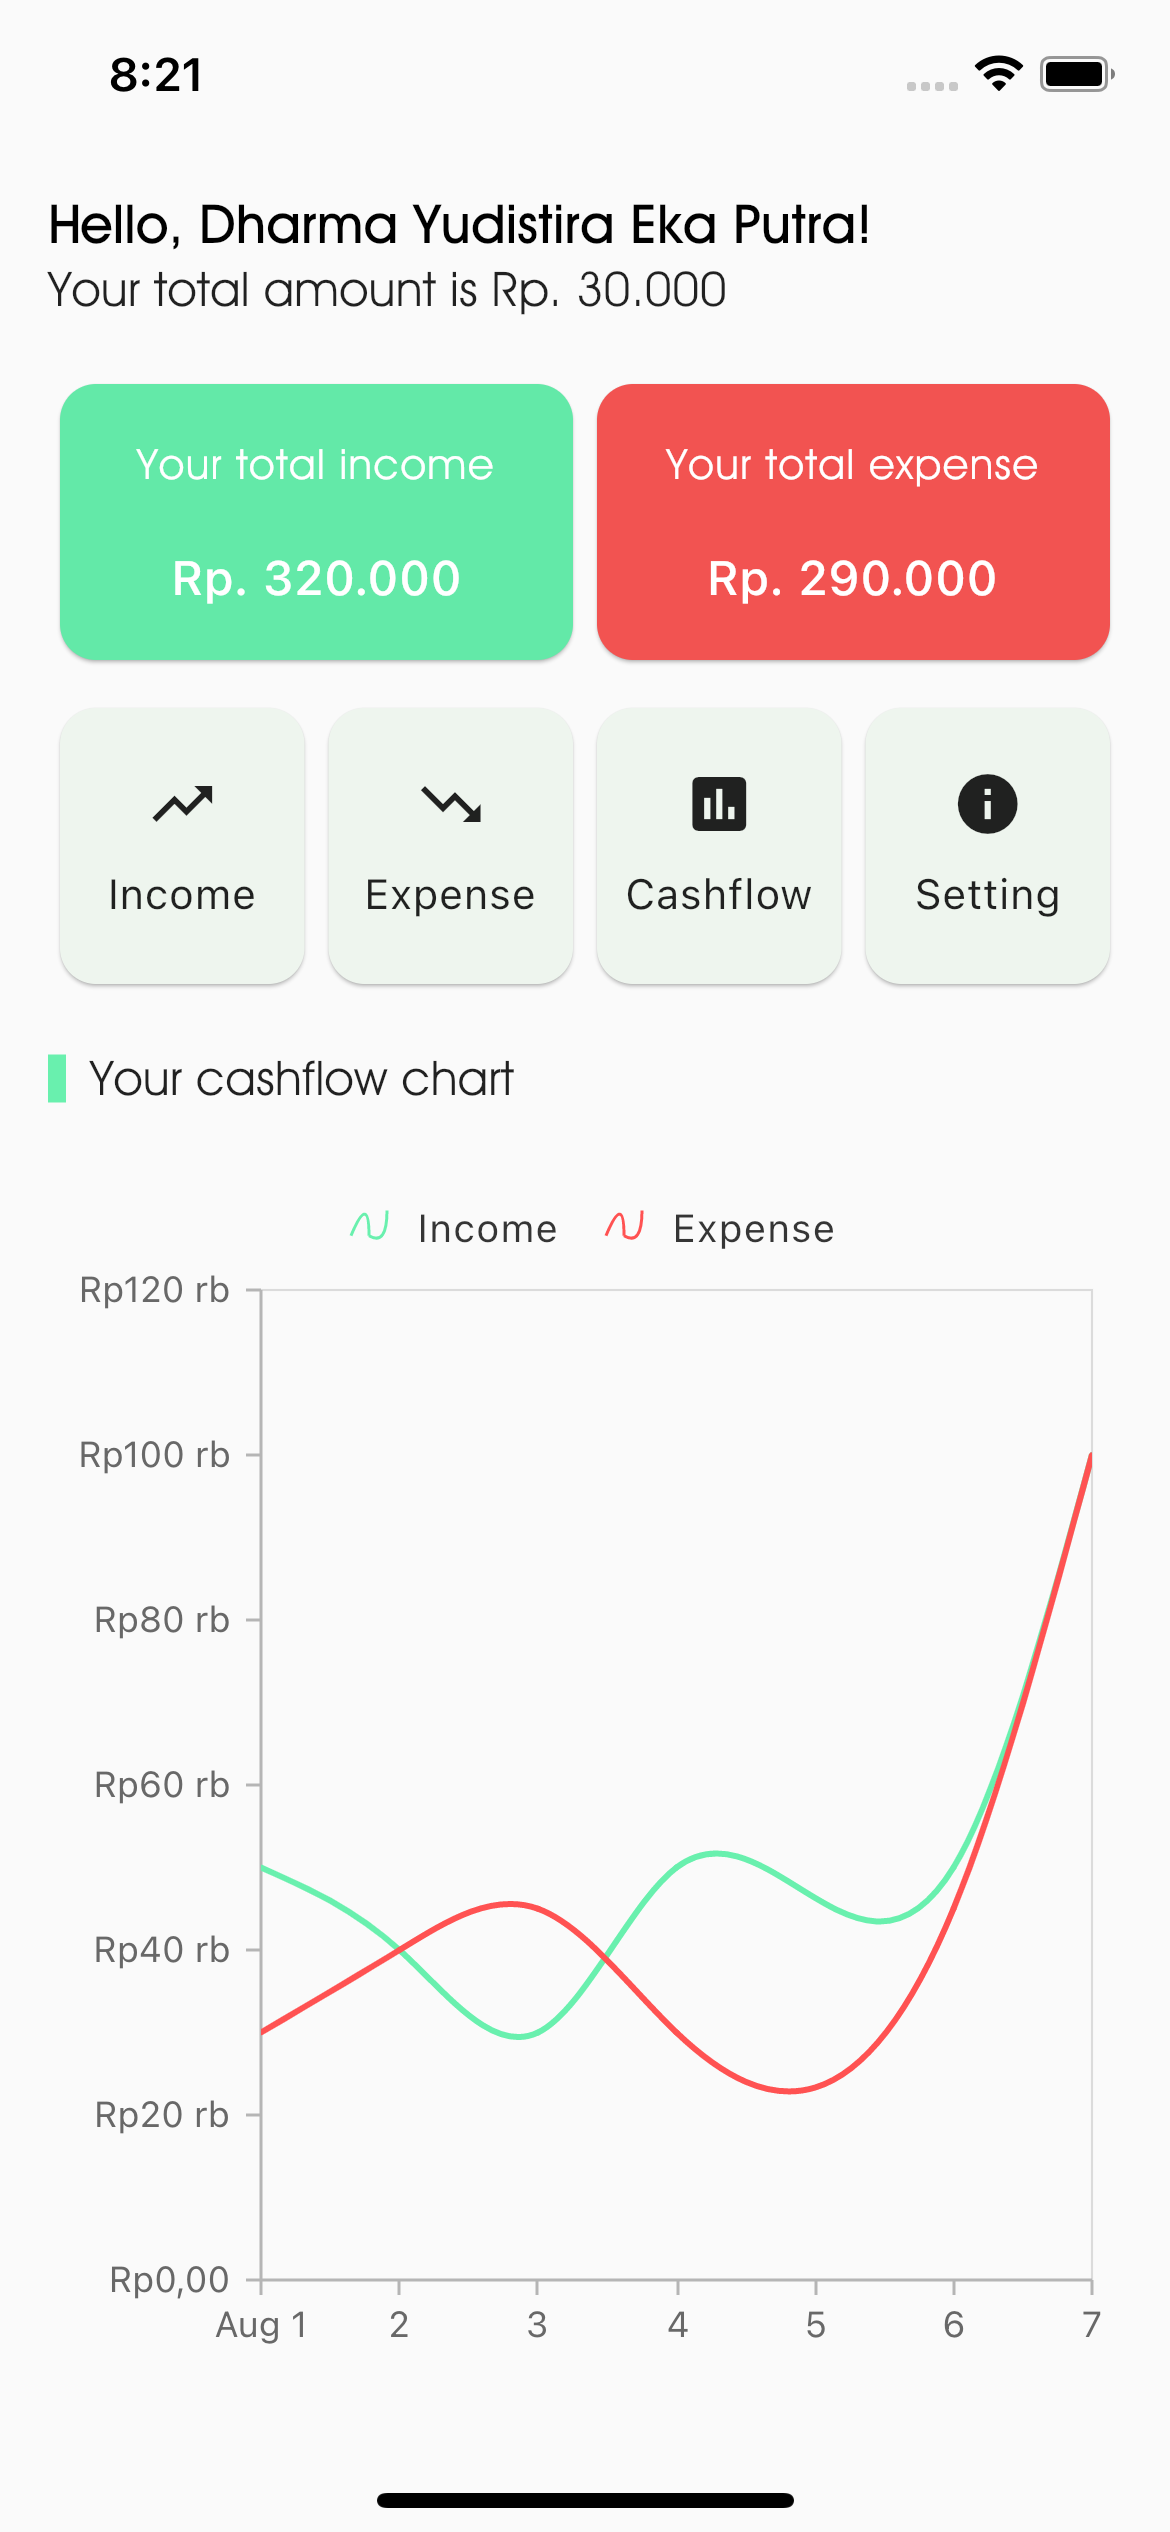 8:21
Hello, Dharma Yudistira Eka Putra!
Your total amount is Rp. 30.000
Your total income
Rp. 320.000
Your total expense
Rp. 290.000
Income
Expense
Cashflow
Setting
Your cashflow chart
Income
Expense
Rp120 rb
Rp100 rb
Rp80 rb
Rp60 rb
Rp40 rb
Rp20 rb
Rp0,00
Aug 1 2 3 4 5 6 7